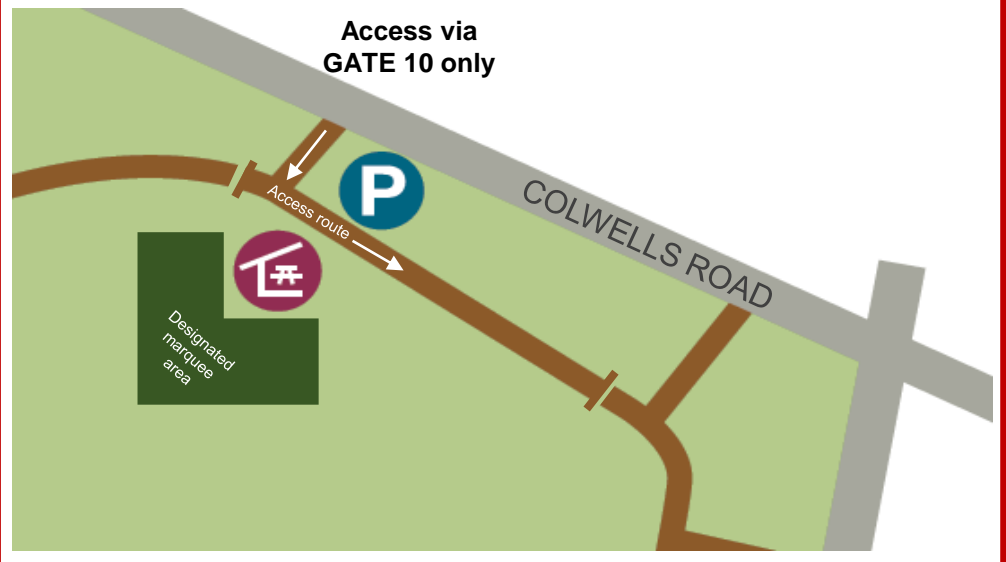 Access via
GATE 10 only
P
COLWELLS ROAD
Access route
Designated
marquee
area